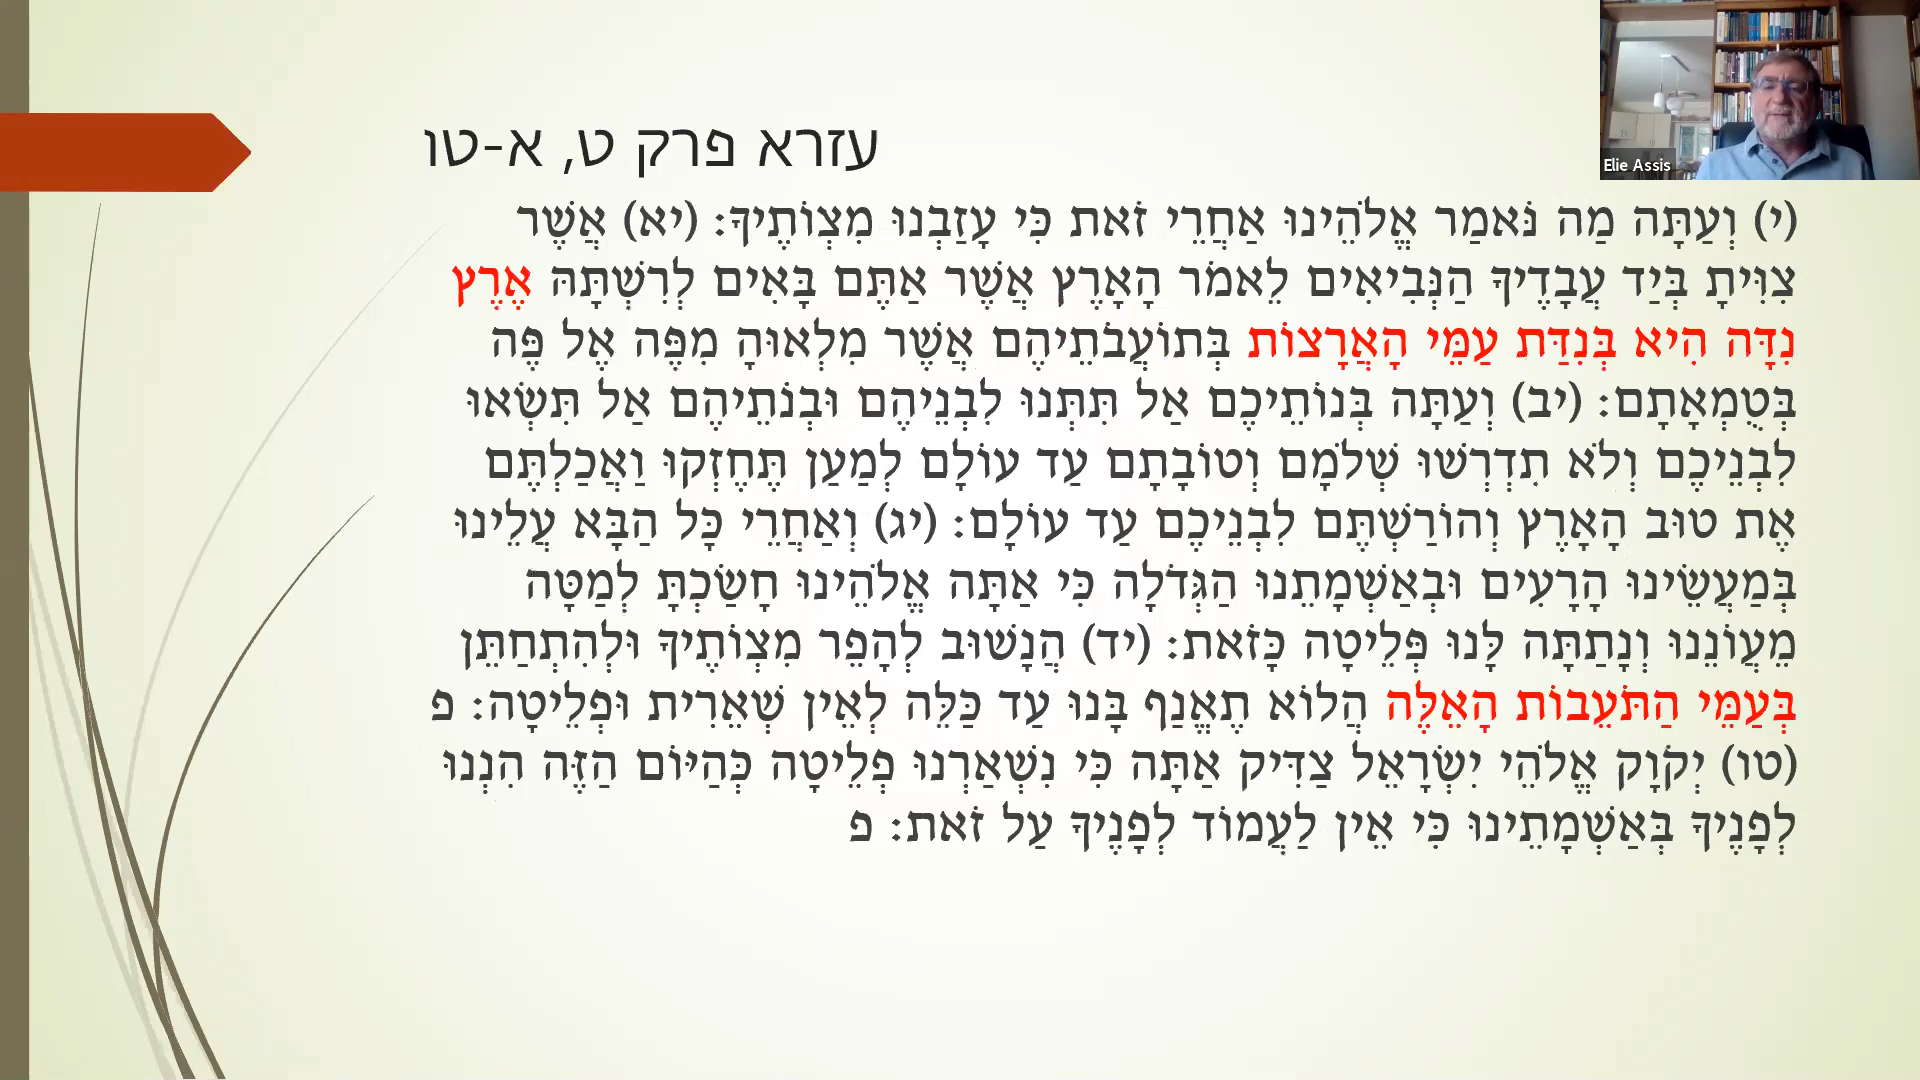 עזרא פרק ט, א-טו
Elie Assis
(י) וְעַתָּה מַה נֹּאמַר אֱלֹהֵינוּ אַחֲרֵי זֹאת כִּי עָזַבְנוּ מִצְוֹתֶיךָ: (יא) אֲשֶׁר
צִוִּיתָ בְּיַד עֲבָדֶיךָ הַנְּבִיאִים לֵאמֹר הָאָרֶץ אֲשֶׁר אַתֶּם בָּאִים לְרִשְׁתָּהּ אֶרֶץ
נִדָּה הִיא בְּנִדַּת עַמֵּי הָאֲרָצוֹת בְּתוֹעֲבֹתֵיהֶם אֲשֶׁר מִלְאוּהָ מִפֶּה אֶל פֶּה
בְּטֻמְאָתָם: (יב) וְעַתָּה בְּנוֹתֵיכֶם אַל תִּתְּנוּ לִבְנֵיהֶם וּבְנֹתֵיהֶם אַל תִּשְׂאוּ
לִבְנֵיכֶם וְלֹא תִדְרְשׁוּ שְׁלֹמָם וְטוֹבָתָם עַד עוֹלָם לְמַעַן תֶּחֶזְקוּ וַאֲכַלְתֶּם
אֶת טוּב הָאָרֶץ וְהוֹרַשְׁתֶּם לִבְנֵיכֶם עַד עוֹלָם: (יג) וְאַחֲרֵי כָּל הַבָּא עָלֵינוּ
בְּמַעֲשֵׂינוּ הָרָעִים וּבְאַשְׁמָתֵנוּ הַגְּדֹלָה כִּי אַתָּה אֱלֹהֵינוּ חָשַׂכְתָּ לְמַטָּה
מֵעֲוֹנֵנוּ וְנָתַתָּה לָּנוּ פְּלֵיטָה כָּזֹאת: (יד) הֲנָשׁוּב לְהָפֵר מִצְוֹתֶיךָ וּלְהִתְחַתֵּן
בְּעַמֵּי הַתֹּעֵבוֹת הָאֵלֶּה הֲלוֹא תֶאֱנַף בָּנוּ עַד כַּלֵּה לְאֵין שְׁאֵרִית וּפְלֵיטָה: פ
(טו) יְקֹוָק אֱלֹהֵי יִשְׂרָאֵל צַדִּיק אַתָּה כִּי נִשְׁאַרְנוּ פְלֵיטָה כְּהַיּוֹם הַזֶּה הִנְנוּ
לְפָנֶיךָ בְּאַשְׁמָתֵינוּ כִּי אֵין לַעֲמוֹד לְפָנֶיךָ עַל זֹאת: פ